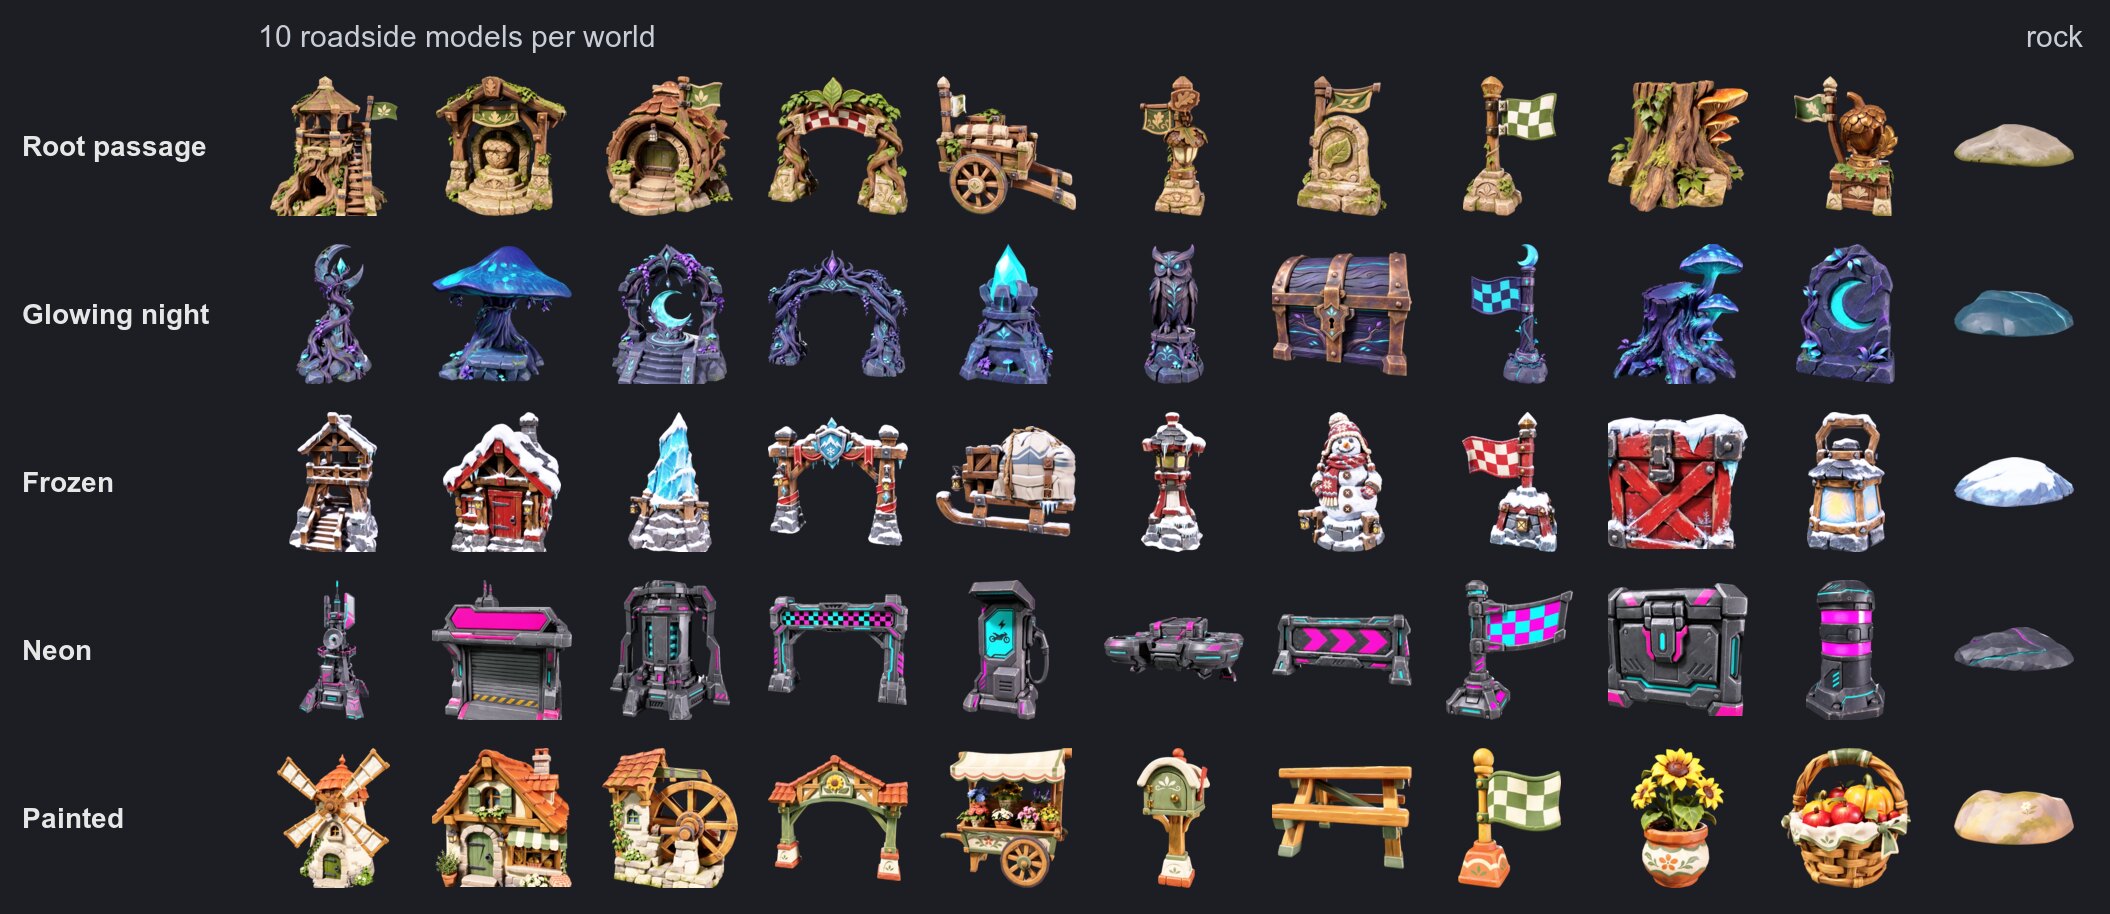 10 roadside models per world
rock
Root passage
Glowing night
Frozen
Neon
Painted